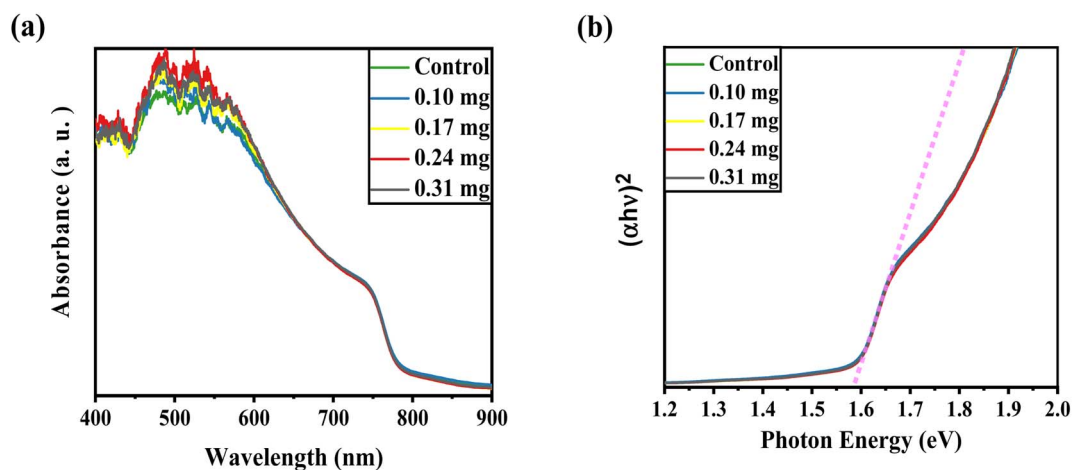 (a)
Absorbance (a. u.)
Control
0.10 mg
0.17 mg
0.24 mg
0.31 mg
400 500 600 700 800 900
Wavelength (nm)
(b)
(αhν)²
Control
0.10 mg
0.17 mg
0.24 mg
0.31 mg
1.2 1.3 1.4 1.5 1.6 1.7 1.8 1.9 2.0
Photon Energy (eV)